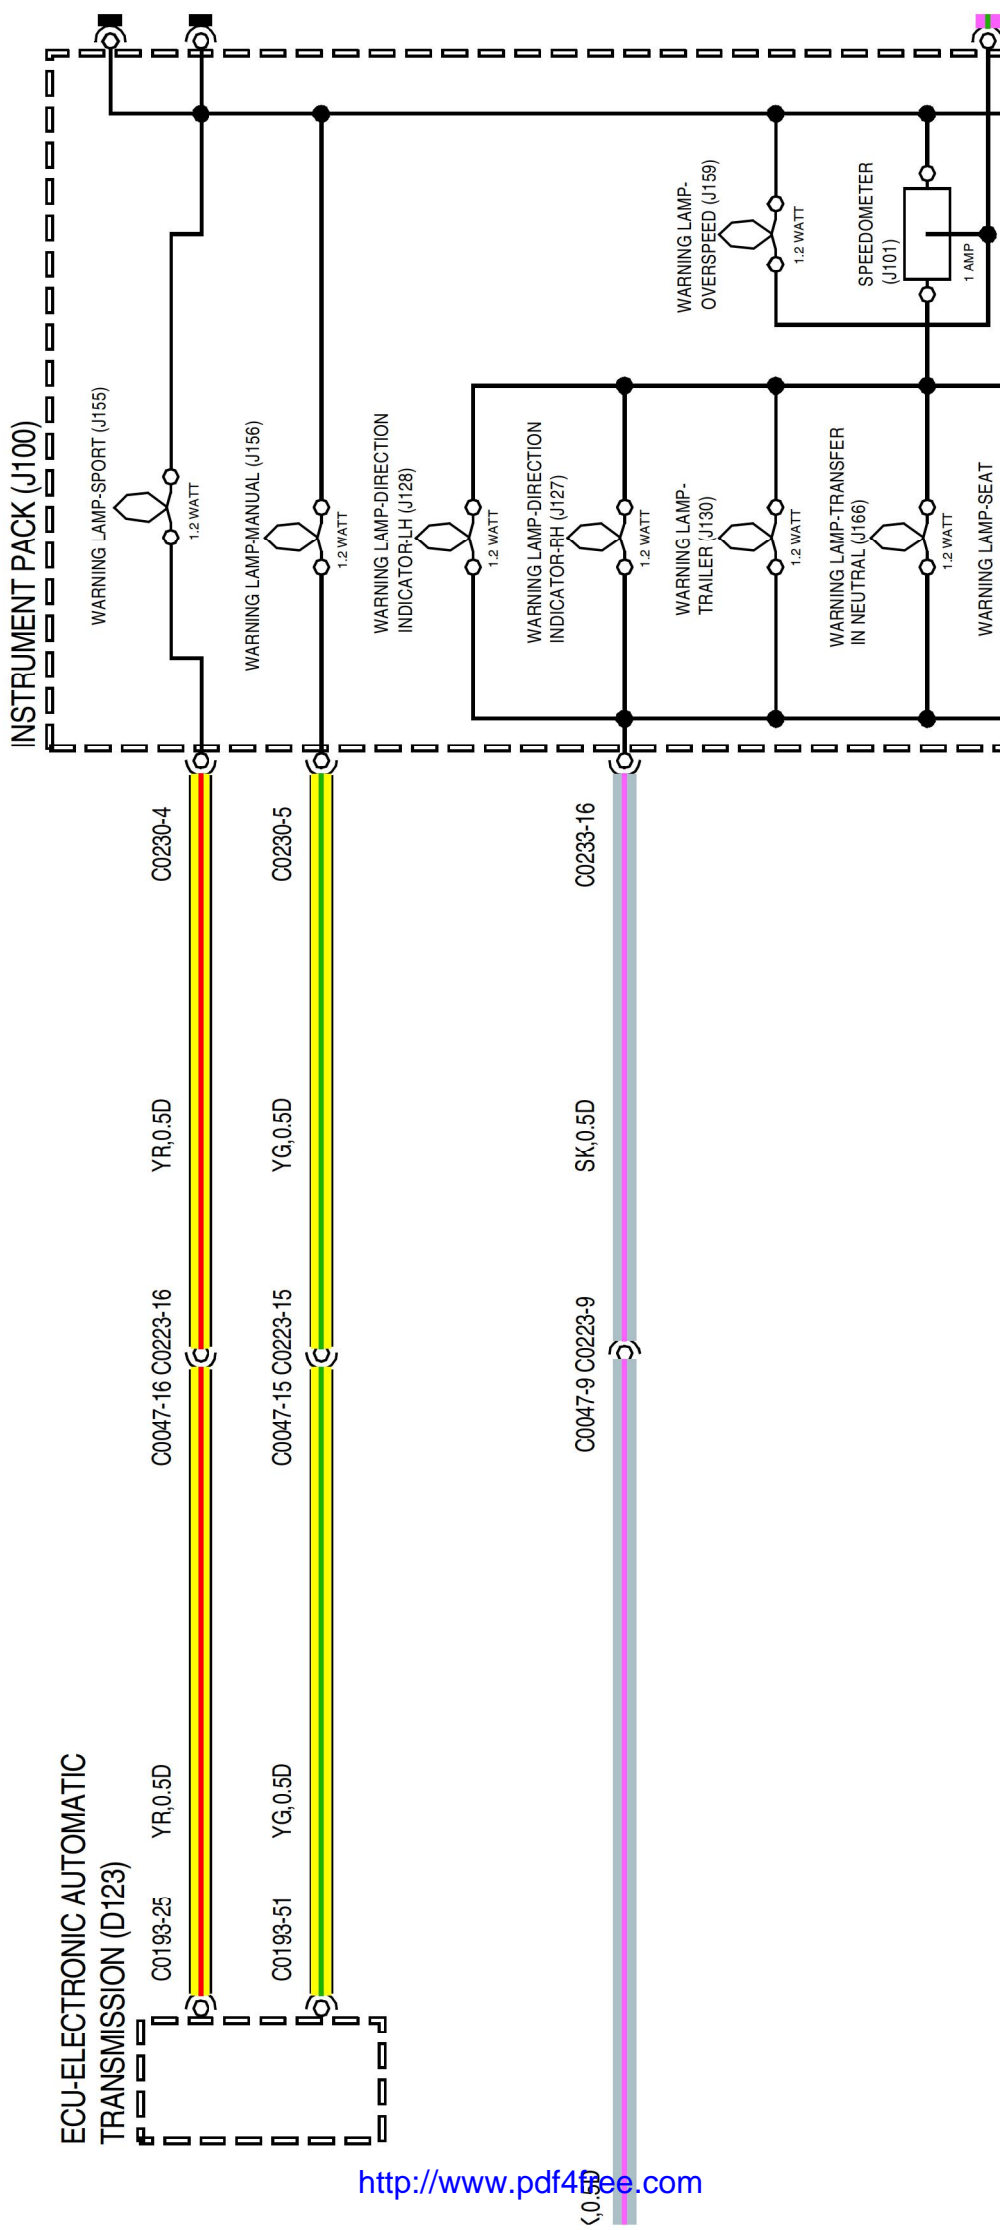 INSTRUMENT PACK (J100)
WARNING LAMP-SPORT (J155)
1.2 WATT
WARNING LAMP-MANUAL (J156)
1.2 WATT
WARNING LAMP-DIRECTION
INDICATOR-LH (J128)
1.2 WATT
WARNING LAMP-DIRECTION
INDICATOR-RH (J127)
1.2 WATT
WARNING LAMP-
TRAILER (J130)
1.2 WATT
WARNING LAMP-TRANSFER
IN NEUTRAL (J166)
1.2 WATT
WARNING LAMP-SEAT
WARNING LAMP-
OVERSPEED (J159)
1.2 WATT
SPEEDOMETER
(J101)
1 AMP
C0230-4
YR,0.5D
C0047-16 C0223-16
YR,0.5D
C0193-25
C0230-5
YG,0.5D
C0047-15 C0223-15
YG,0.5D
C0193-51
C0233-16
SK,0.5D
C0047-9 C0223-9
ECU-ELECTRONIC AUTOMATIC
TRANSMISSION (D123)
K,0.5D
http://www.pdf4free.com